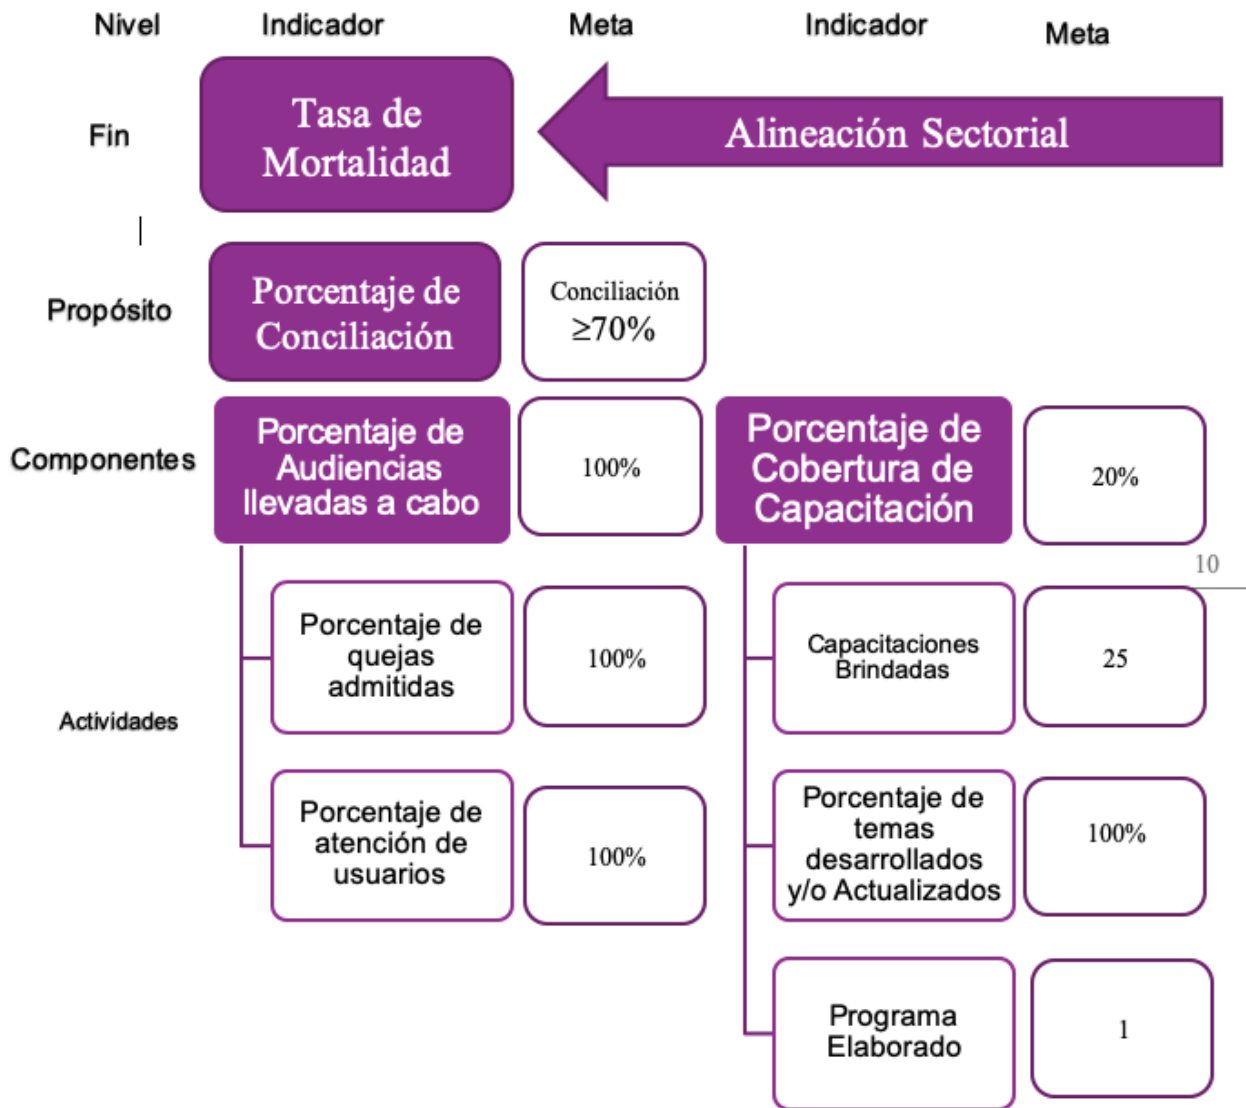 Nivel
Indicador
Meta
Indicador
Meta
Fin
Tasa de
Mortalidad
Alineación Sectorial
Propósito
Porcentaje de
Conciliación
Conciliación
≥70%
Componentes
Porcentaje de
Audiencias
llevadas a cabo
100%
Porcentaje de
Cobertura de
Capacitación
20%
10
Actividades
Porcentaje de
quejas
admitidas
100%
Capacitaciones
Brindadas
25
Porcentaje de
atención de
usuarios
100%
Porcentaje de
temas
desarrollados
y/o Actualizados
100%
Programa
Elaborado
1